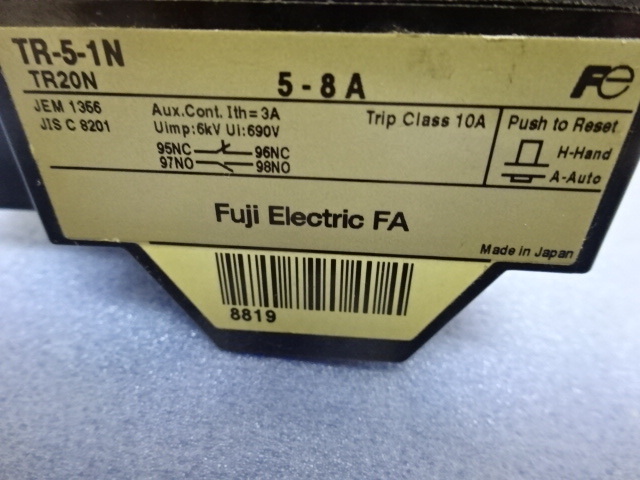 TR-5-1N
TR20N
5-8A
Fe
JEM 1356
JIS C 8201
Aux.Cont. Ith=3A
Uimp:6kV Ui:690V
95NC 96NC
97NO 98NO
Trip Class 10A
Push to Reset
H-Hand
A-Auto
Fuji Electric FA
Made in Japan
8819